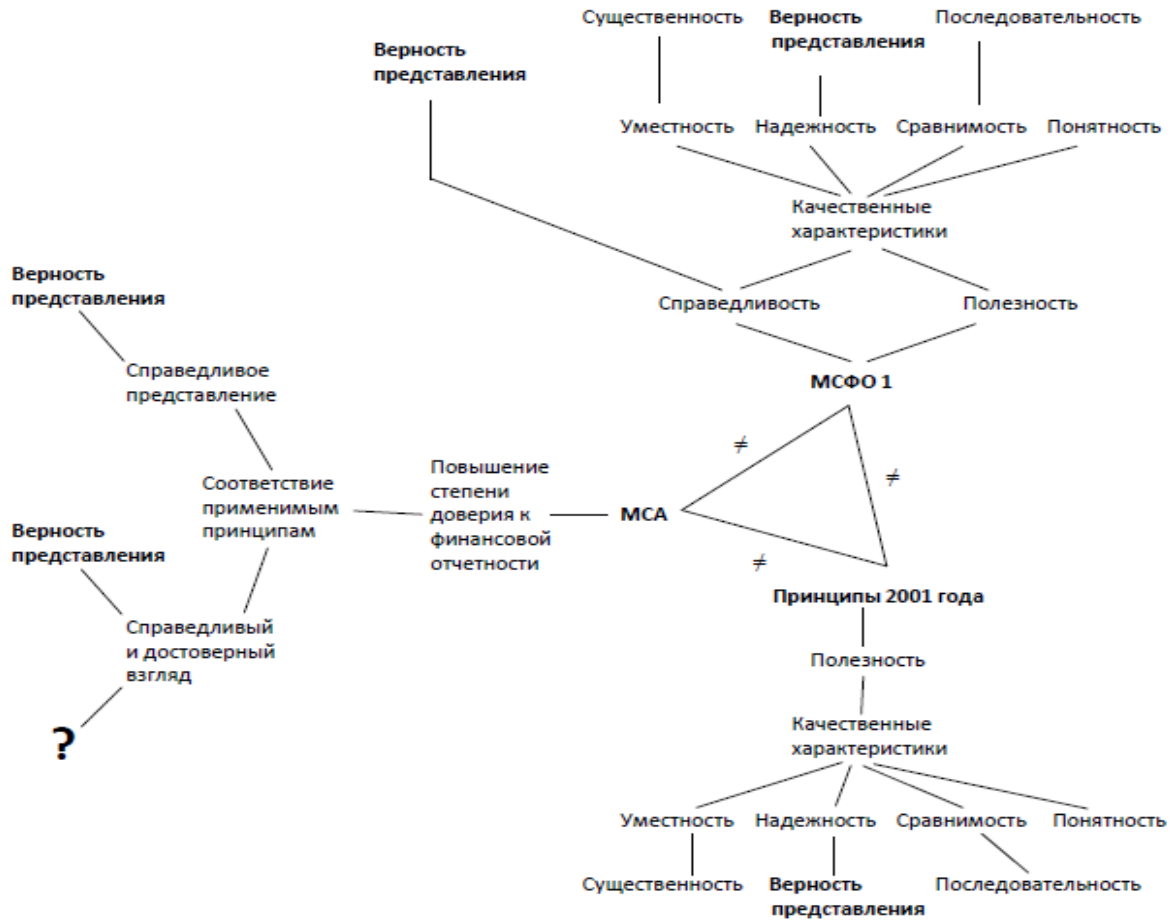 Существенность
Верность
представления
Последовательность
Верность
представления
Уместность
Надежность
Сравнимость
Понятность
Качественные
характеристики
Верность
представления
Справедливость
Полезность
Справедливое
представление
МСФО 1
≠
≠
Соответствие
применимым
принципам
Повышение
степени
доверия к
финансовой
отчетности
МСА
Верность
представления
≠
Принципы 2001 года
Справедливый
и достоверный
взгляд
Полезность
?
Качественные
характеристики
Уместность
Надежность
Сравнимость
Понятность
Существенность
Верность
представления
Последовательность